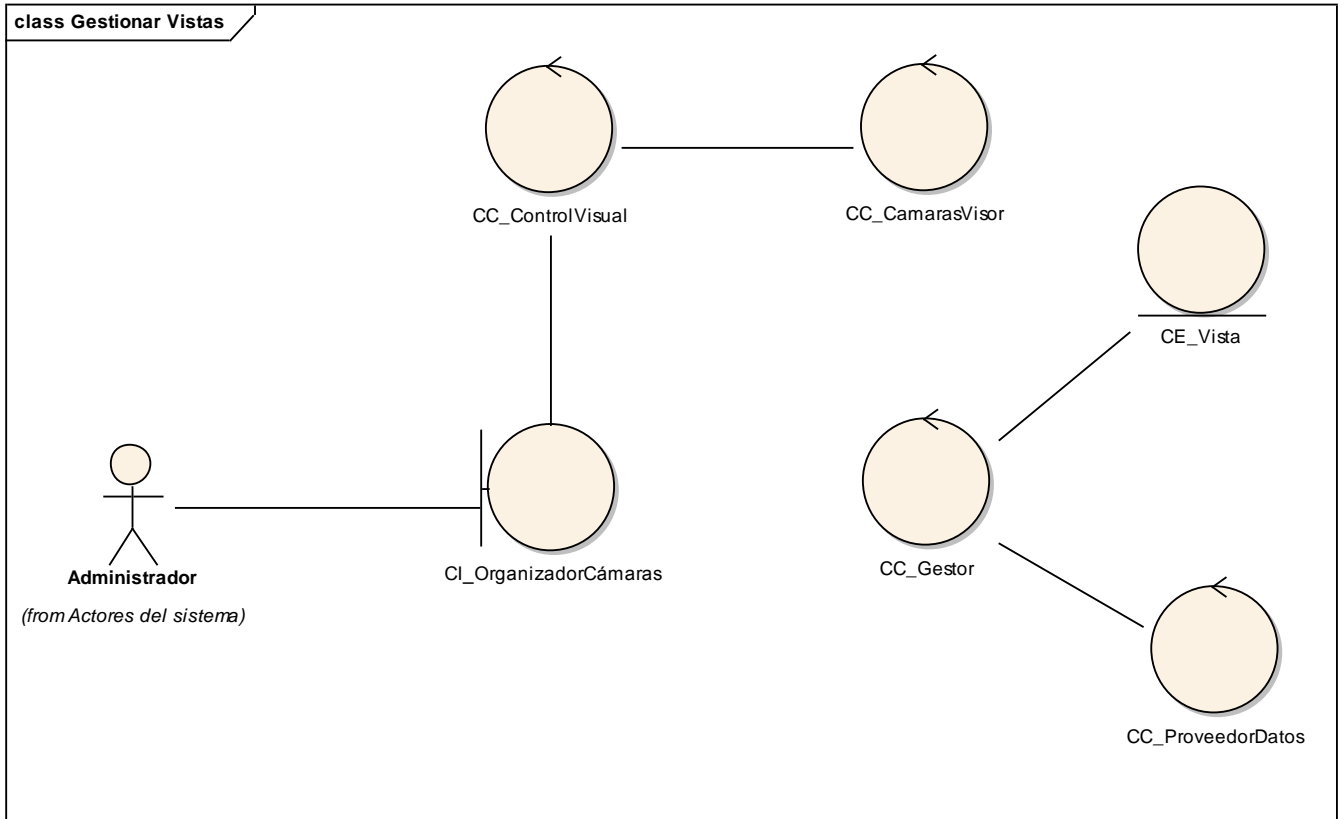 class Gestionar Vistas
CC_ControlVisual
CC_CamarasVisor
CE_Vista
CC_Gestor
CI_OrganizadorCámaras
Administrador
(from Actores del sistema)
CC_ProveedorDatos